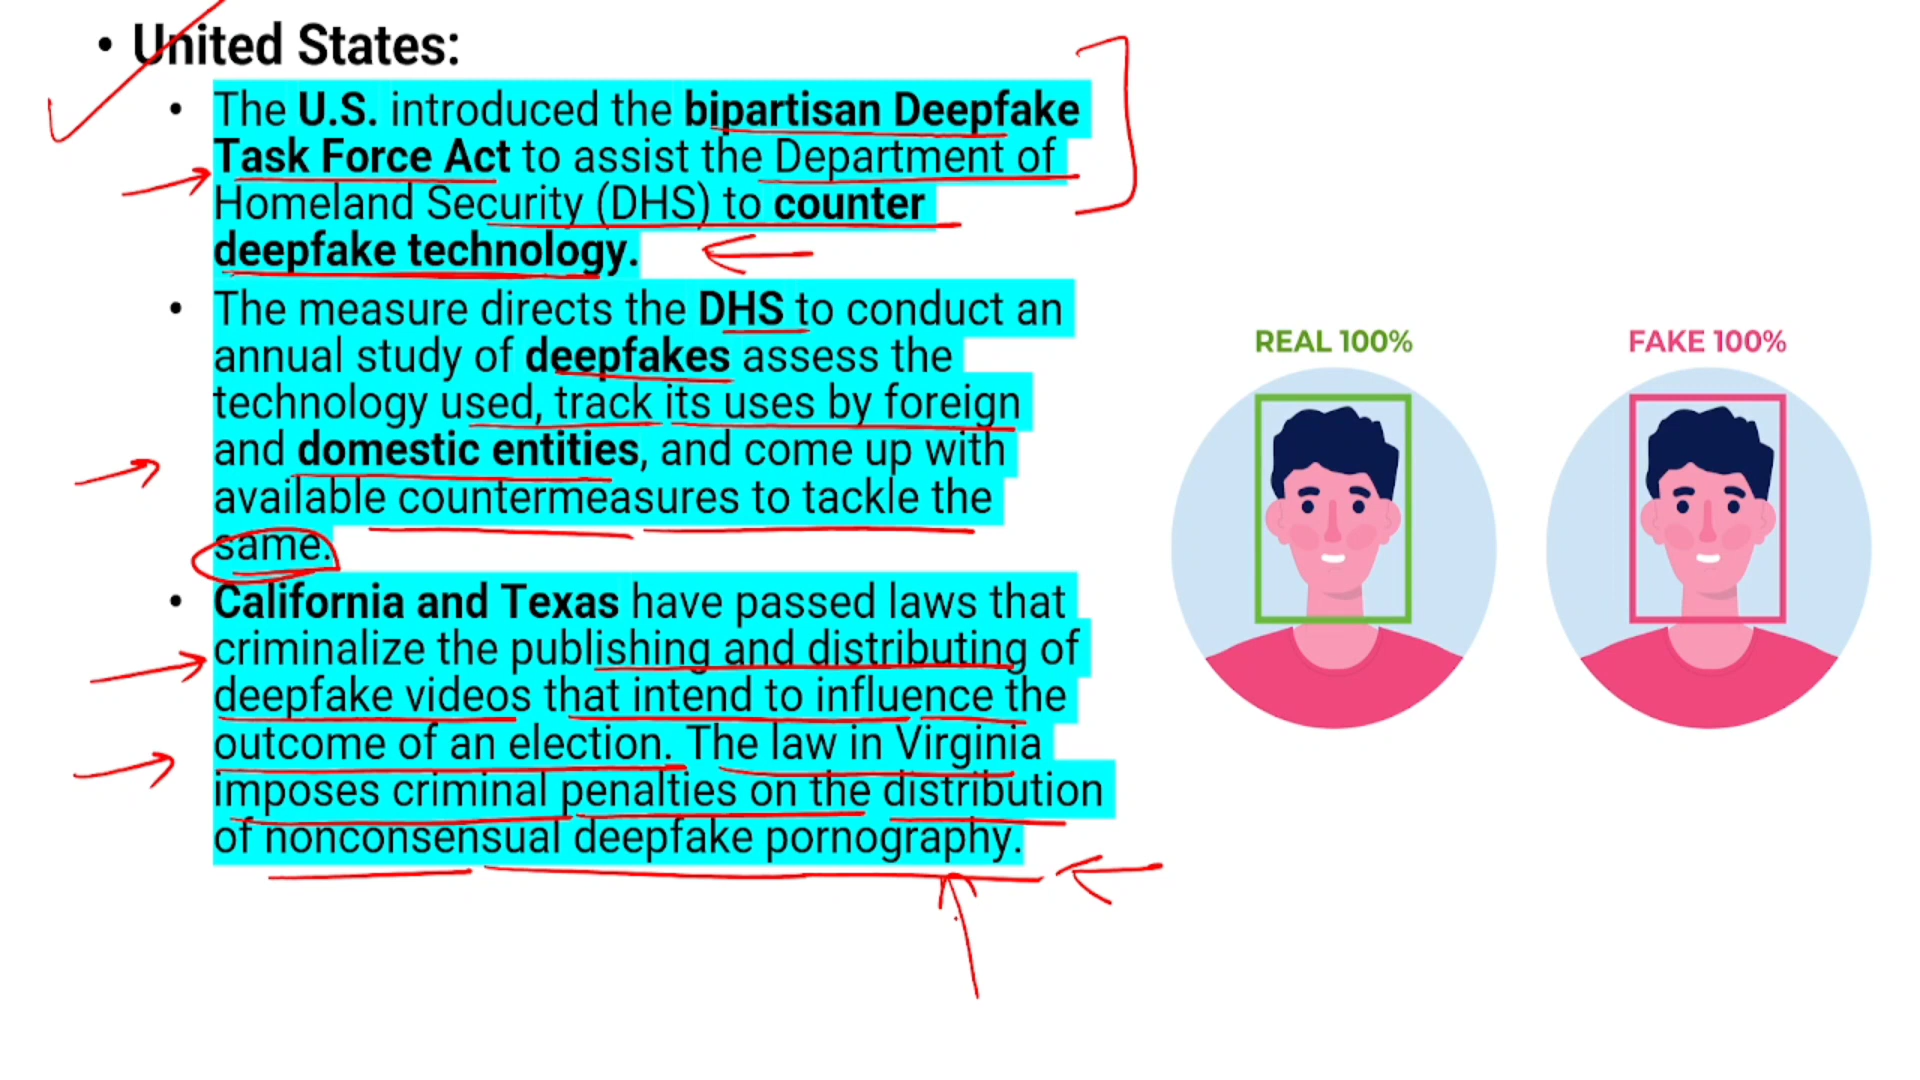 • United States:
• The U.S. introduced the bipartisan Deepfake
Task Force Act to assist the Department of
Homeland Security (DHS) to counter
deepfake technology.
• The measure directs the DHS to conduct an
annual study of deepfakes assess the
technology used, track its uses by foreign
and domestic entities, and come up with
available countermeasures to tackle the
same.
• California and Texas have passed laws that
criminalize the publishing and distributing of
deepfake videos that intend to influence the
outcome of an election. The law in Virginia
imposes criminal penalties on the distribution
of nonconsensual deepfake pornography.
REAL 100%
FAKE 100%